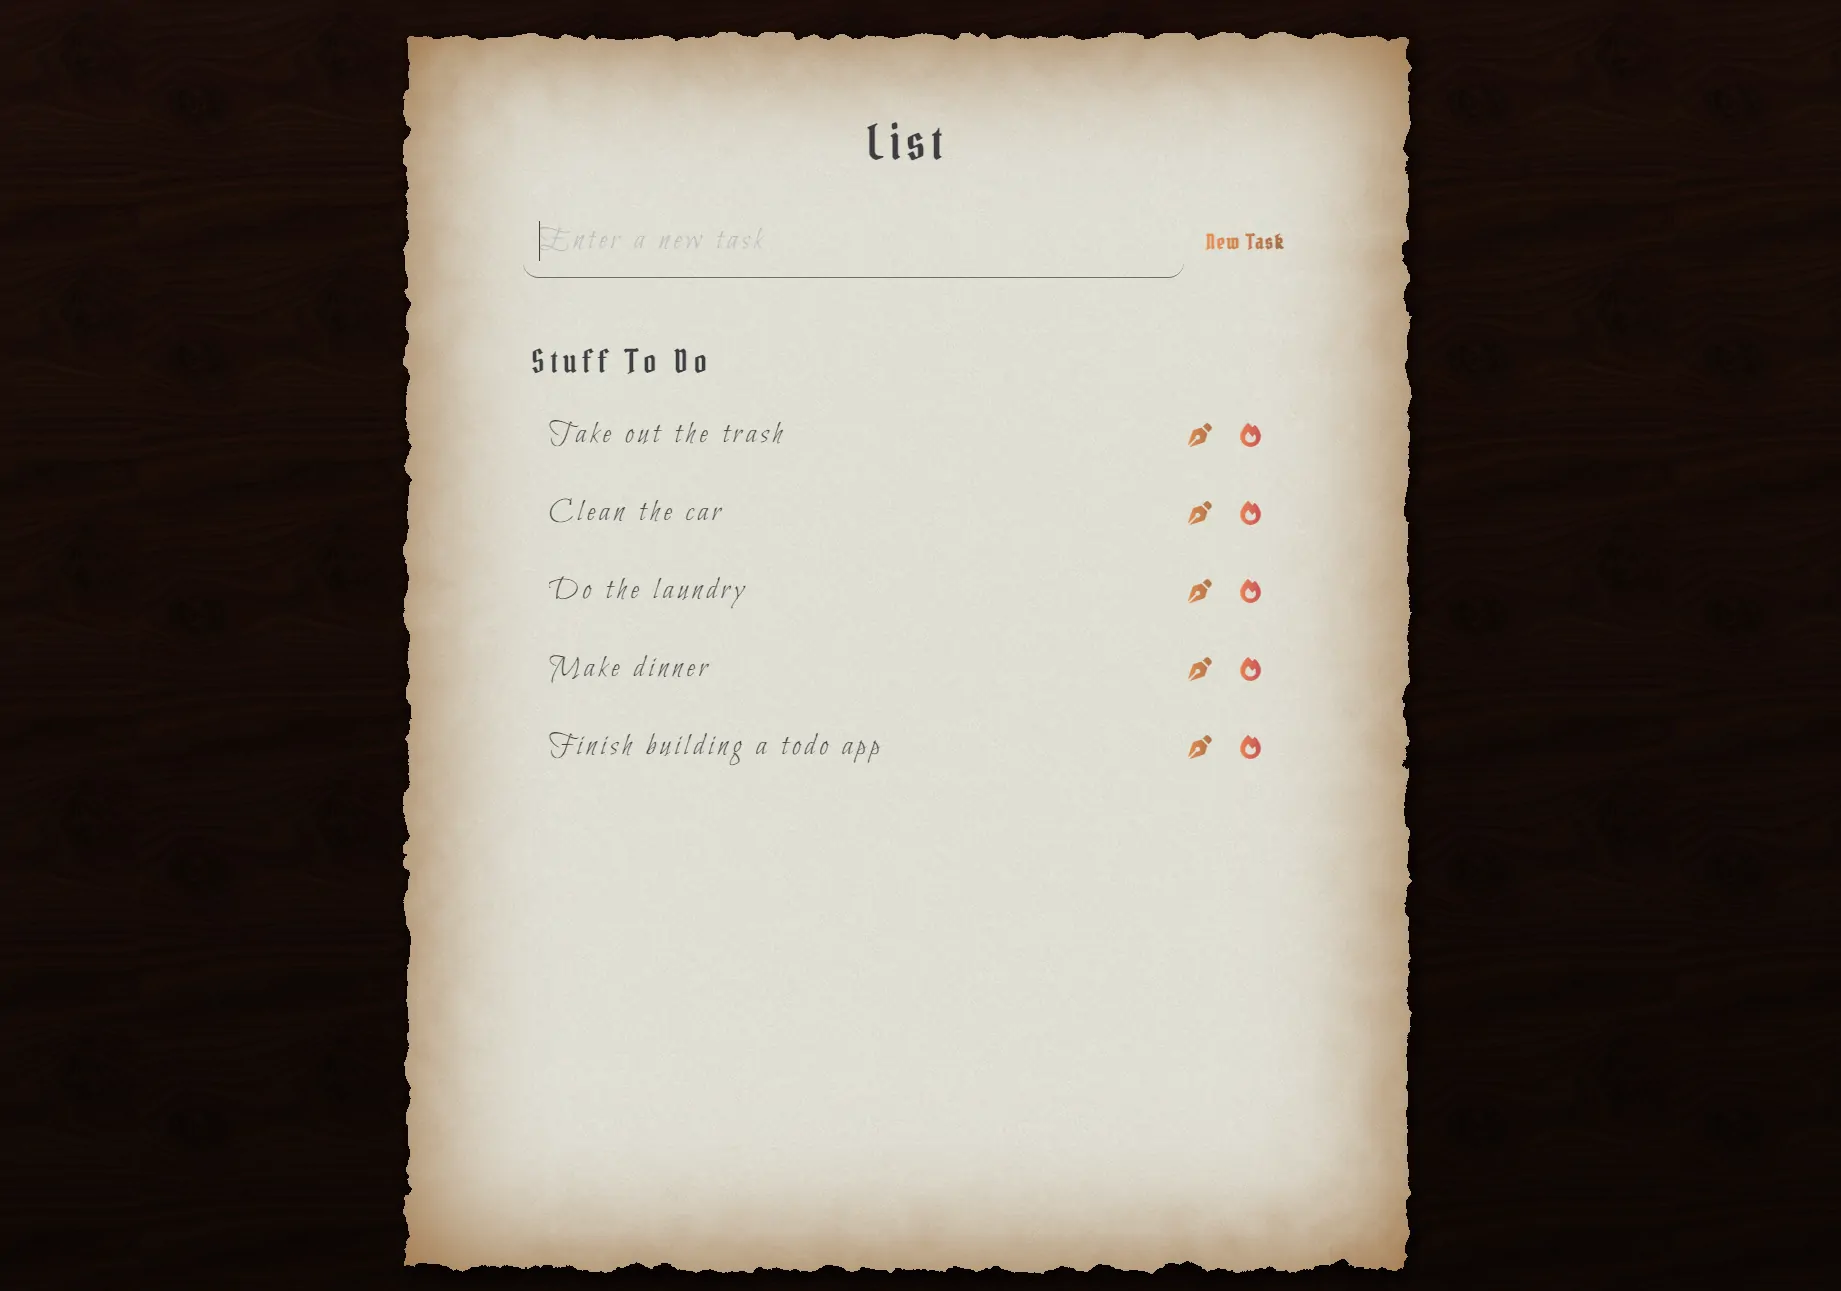 List
Enter a new task
New Task
Stuff To Do
Take out the trash
Clean the car
Do the laundry
Make dinner
Finish building a todo app